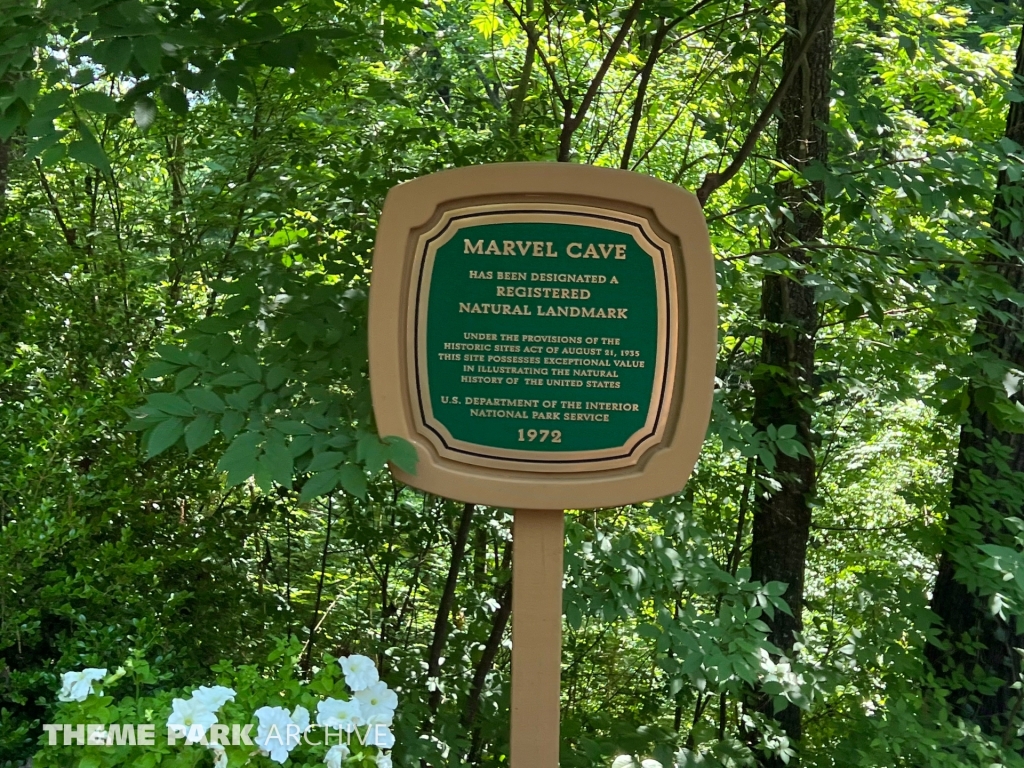 MARVEL CAVE
HAS BEEN DESIGNATED A
REGISTERED
NATURAL LANDMARK
UNDER THE PROVISIONS OF THE
HISTORIC SITES ACT OF AUGUST 21, 1935
THIS SITE POSSESSES EXCEPTIONAL VALUE
IN ILLUSTRATING THE NATURAL
HISTORY OF THE UNITED STATES
U.S. DEPARTMENT OF THE INTERIOR
NATIONAL PARK SERVICE
1972
THEME PARK ARCHIVE